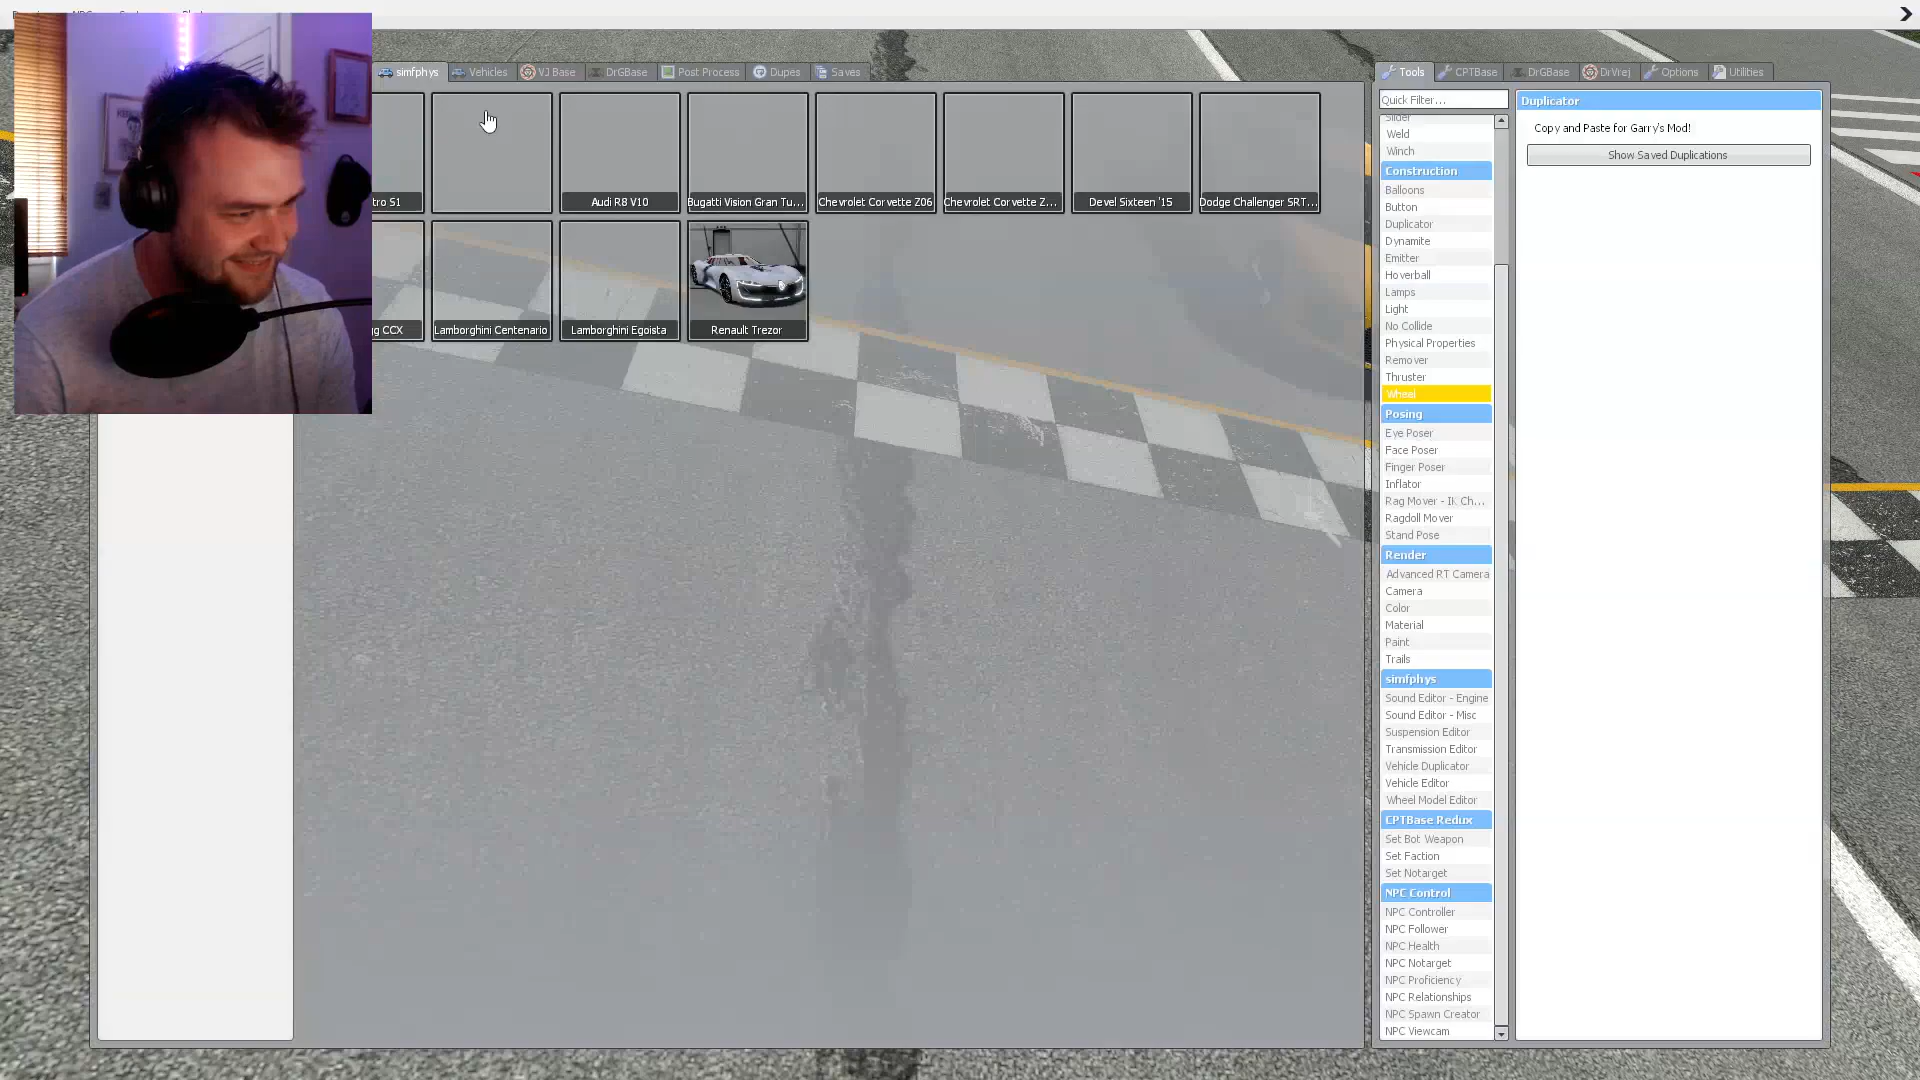 simfphys
Vehicles
VJ Base
DrGBase
Post Process
Dupes
Saves
tro S1
Audi R8 V10
Bugatti Vision Gran Tu...
Chevrolet Corvette Z06
Chevrolet Corvette Z...
Devel Sixteen '15
Dodge Challenger SRT...
g CCX
Lamborghini Centenario
Lamborghini Egoista
Renault Trezor
Tools
CPTBase
DrGBase
DrVrej
Options
Utilities
Quick Filter...
Slider
Weld
Winch
Construction
Balloons
Button
Duplicator
Dynamite
Emitter
Hoverball
Lamps
Light
No Collide
Physical Properties
Remover
Thruster
Wheel
Posing
Eye Poser
Face Poser
Finger Poser
Inflator
Rag Mover - IK Ch...
Ragdoll Mover
Stand Pose
Render
Advanced RT Camera
Camera
Color
Material
Paint
Trails
simfphys
Sound Editor - Engine
Sound Editor - Misc
Suspension Editor
Transmission Editor
Vehicle Duplicator
Vehicle Editor
Wheel Model Editor
CPTBase Redux
Set Bot Weapon
Set Faction
Set Notarget
NPC Control
NPC Controller
NPC Follower
NPC Health
NPC Notarget
NPC Proficiency
NPC Relationships
NPC Spawn Creator
NPC Viewcam
Duplicator
Copy and Paste for Garry's Mod!
Show Saved Duplications